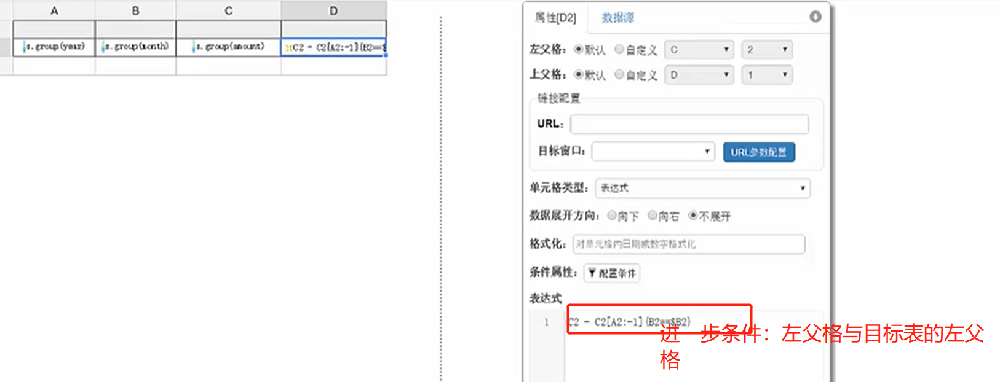 A B C D
s.group(year) s.group(month) s.group(amount) C2 - C2[A2:-1]{B2==$
属性[D2] 数据源
左父格: 默认 自定义 C 2
上父格: 默认 自定义 D 1
链接配置
URL:
目标窗口: URL参数配置
单元格类型: 表达式
数据展开方向: 向下 向右 不展开
格式化: 对单元格内日期或数字格式化
条件属性: 配置条件
表达式
1 C2 - C2[A2:-1]{B2==$B2}
进一步条件：左父格与目标表的左父
格